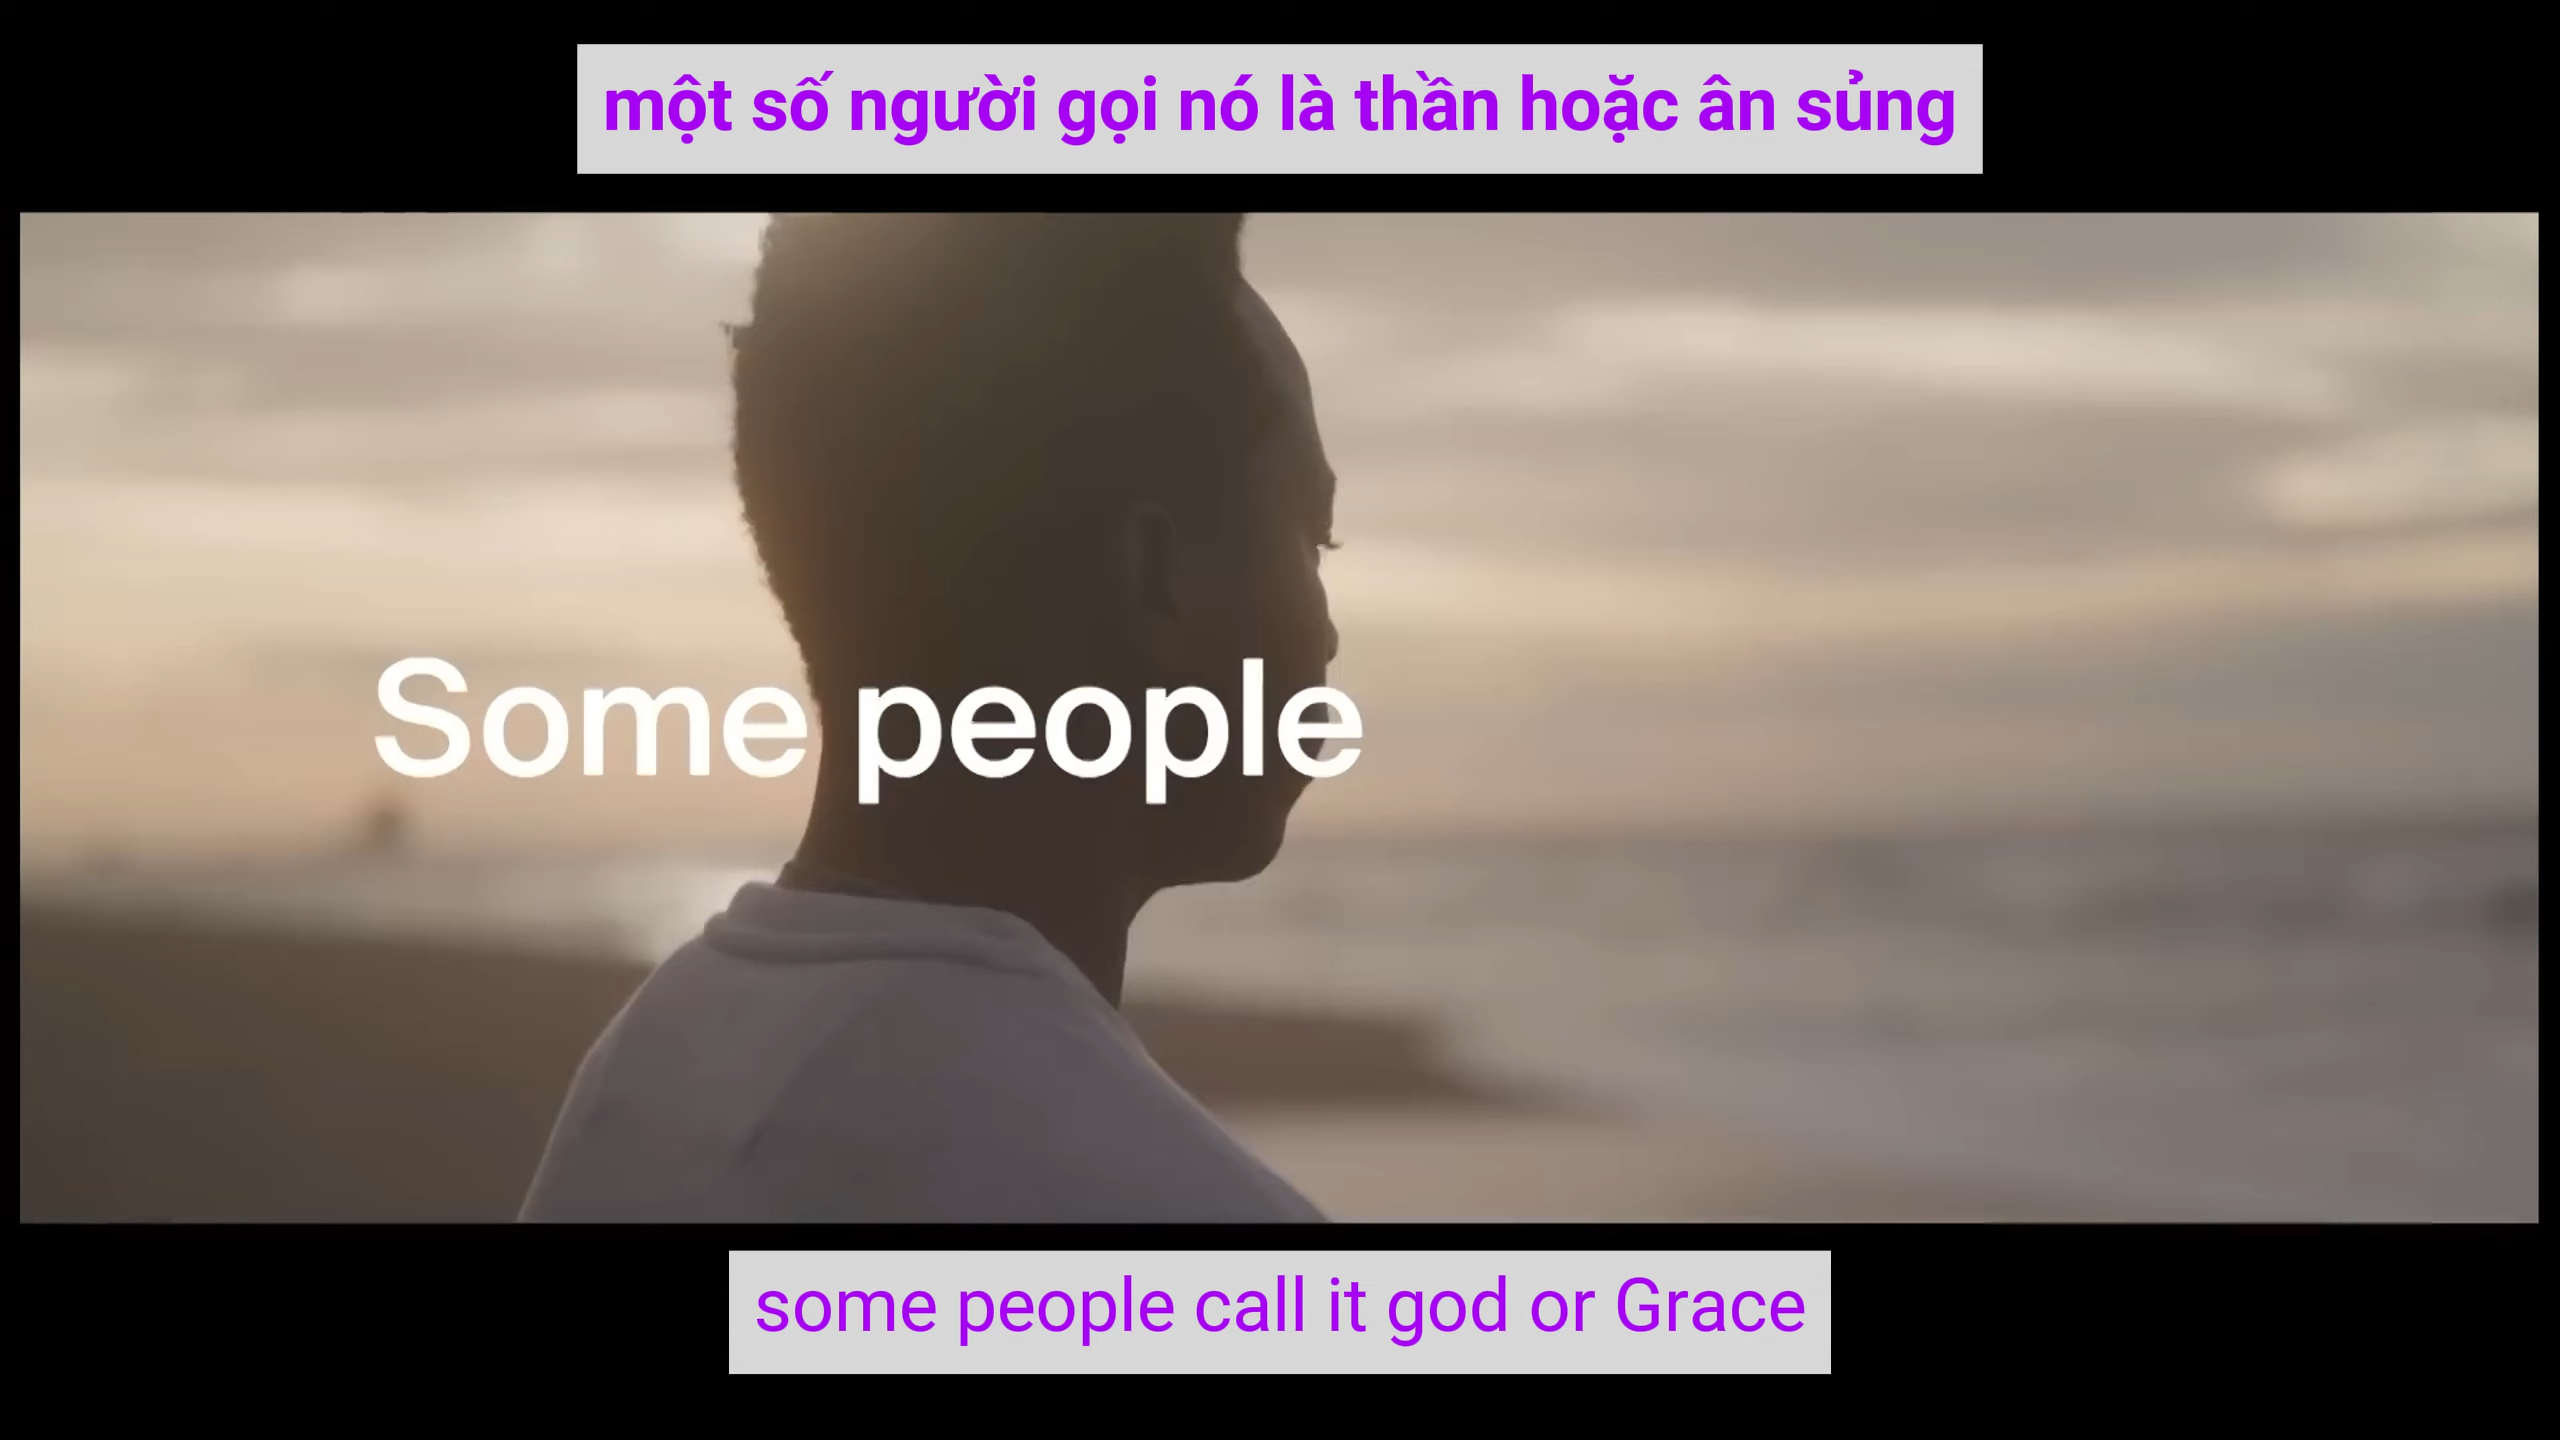 một số người gọi nó là thần hoặc ân sủng
Some people
some people call it god or Grace